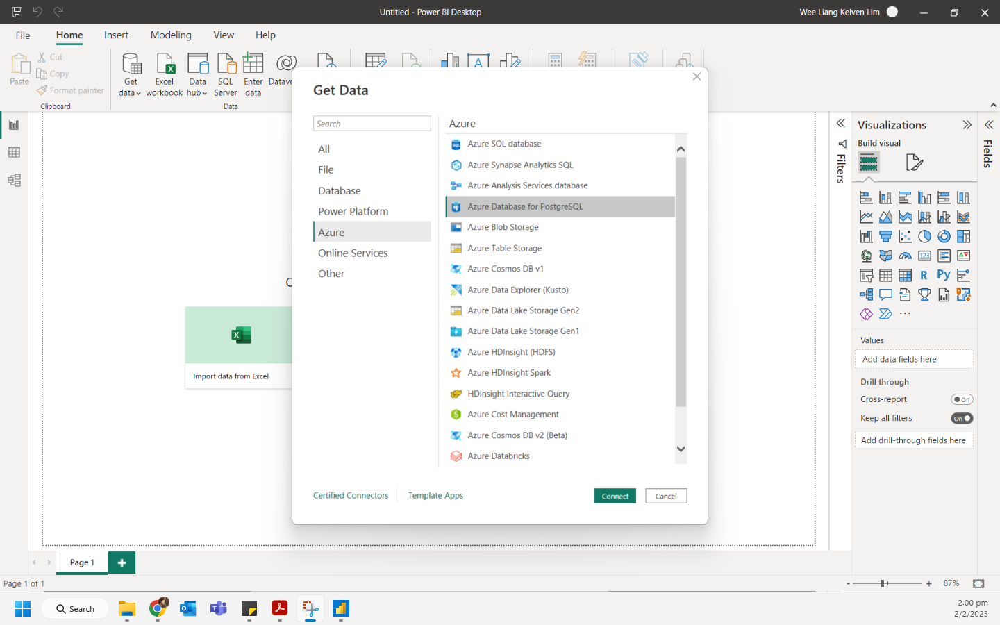 Untitled - Power BI Desktop
Wee Liang Kelven Lim
File
Home
Insert
Modeling
View
Help
Paste
Cut
Copy
Format painter
Clipboard
Get data
Excel workbook
Data hub
SQL Server
Enter data
Data
Get Data
Search
All
File
Database
Power Platform
Azure
Online Services
Other
Azure
Azure SQL database
Azure Synapse Analytics SQL
Azure Analysis Services database
Azure Database for PostgreSQL
Azure Blob Storage
Azure Table Storage
Azure Cosmos DB v1
Azure Data Explorer (Kusto)
Azure Data Lake Storage Gen2
Azure Data Lake Storage Gen1
Azure HDInsight (HDFS)
Azure HDInsight Spark
HDInsight Interactive Query
Azure Cost Management
Azure Cosmos DB v2 (Beta)
Azure Databricks
Certified Connectors
Template Apps
Connect
Cancel
Import data from Excel
Filters
Visualizations
Build visual
123
R
Py
Values
Add data fields here
Drill through
Cross-report
Off
Keep all filters
On
Add drill-through fields here
Fields
Page 1
Page 1 of 1
87%
Search
2:00 pm
2/2/2023